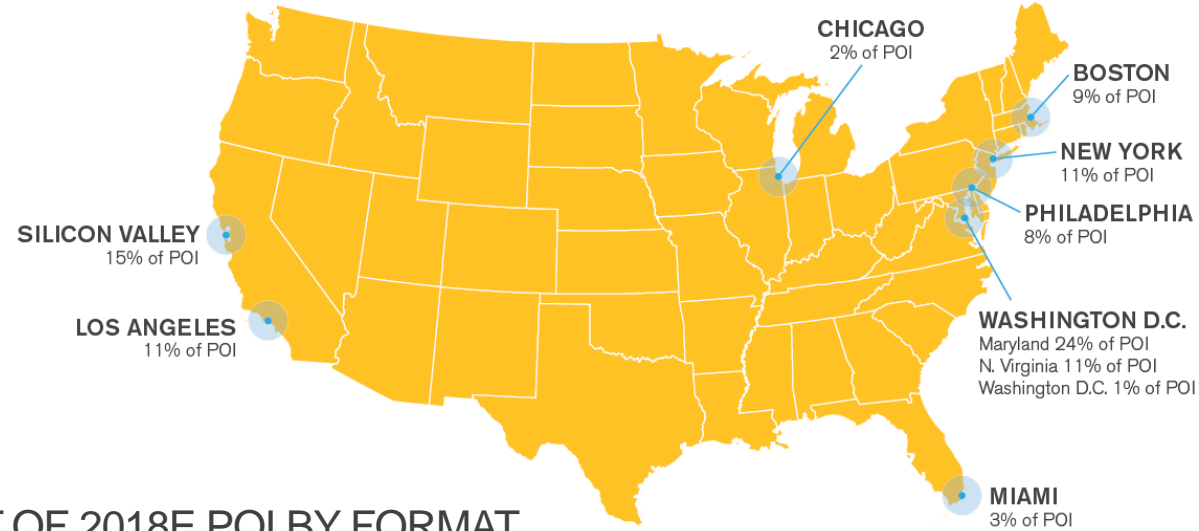 CHICAGO
2% of POI
BOSTON
9% of POI
NEW YORK
11% of POI
PHILADELPHIA
8% of POI
SILICON VALLEY
15% of POI
LOS ANGELES
11% of POI
WASHINGTON D.C.
Maryland 24% of POI
N. Virginia 11% of POI
Washington D.C. 1% of POI
MIAMI
3% of POI
OF 2018E POI BY FORMAT